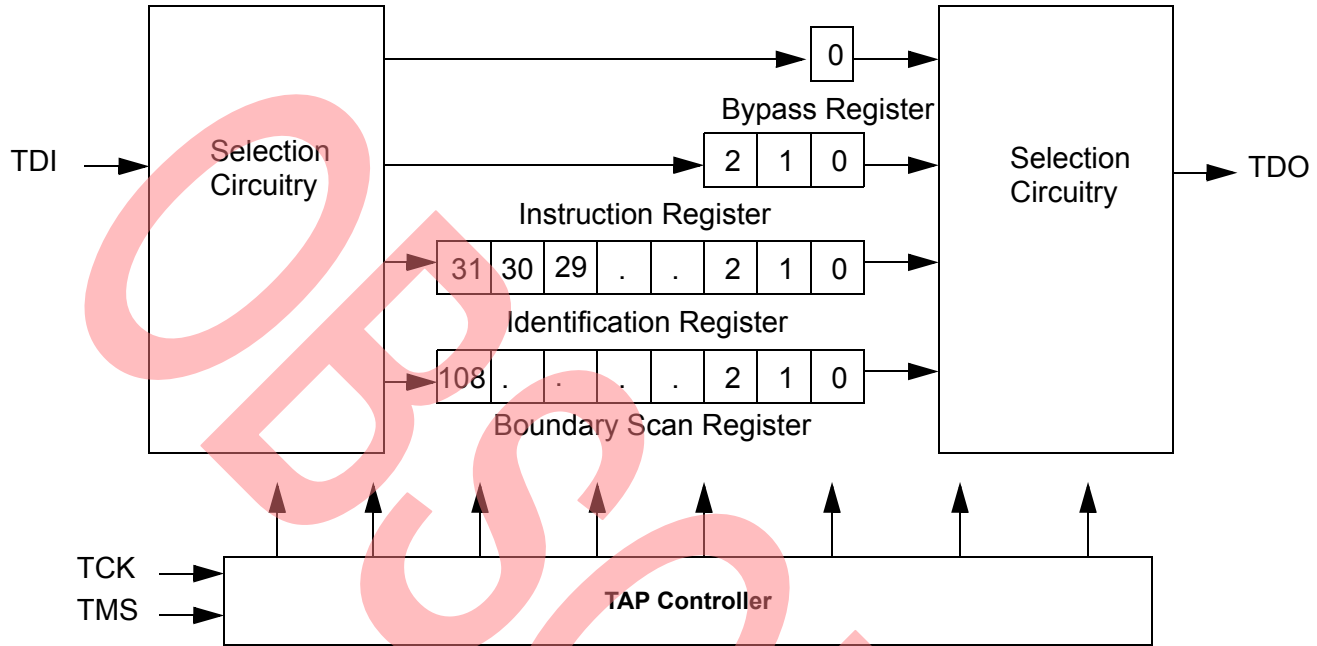 0
Bypass Register
TDI
Selection
Circuitry
2 1 0
Selection
Circuitry
TDO
Instruction Register
31 30 29 . . 2 1 0
Identification Register
108 . . . . 2 1 0
Boundary Scan Register
TCK
TMS
TAP Controller
OBSO